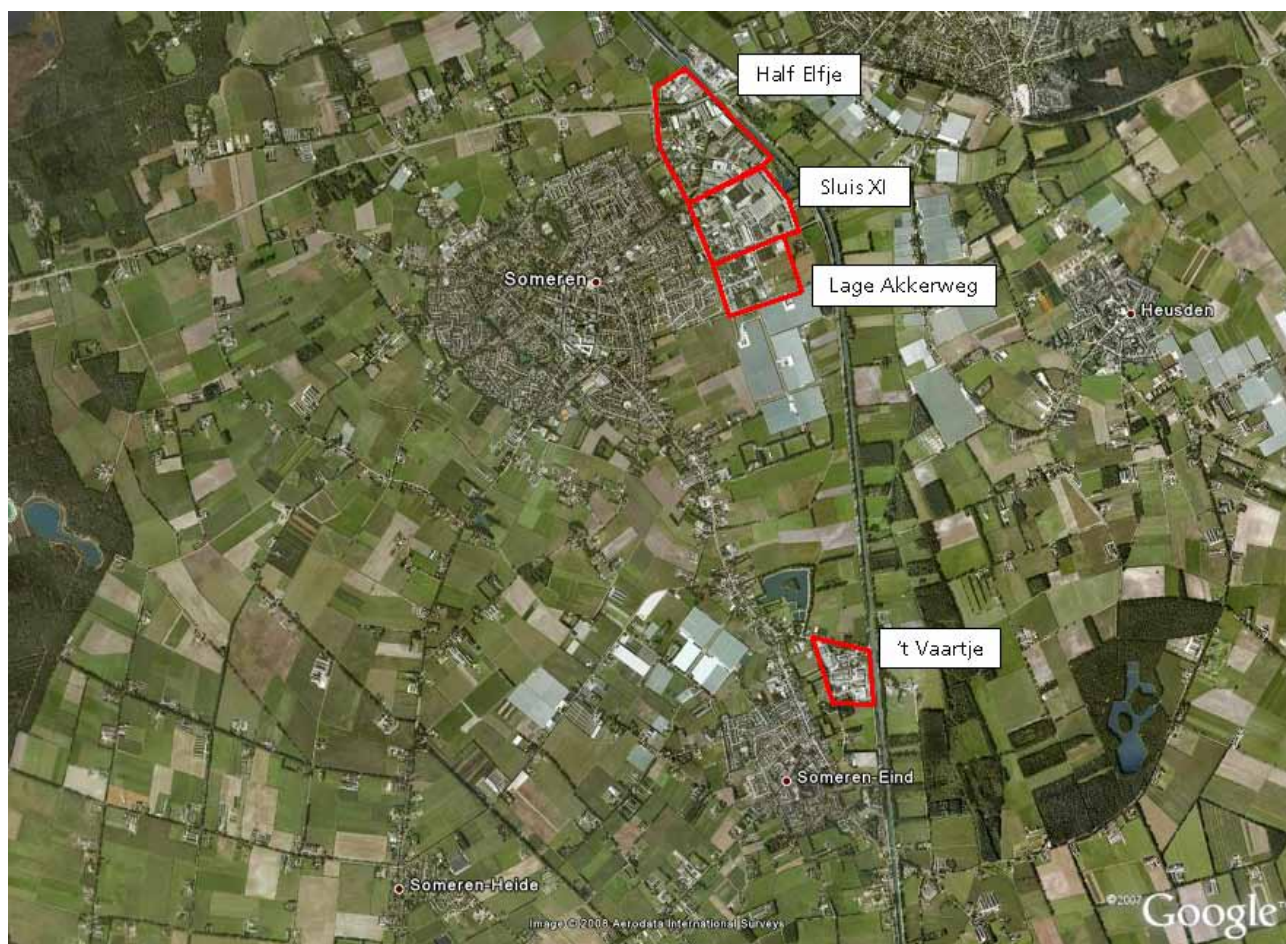 Half Elfje
Sluis XI
Someren
Lage Akkerweg
Heusden
't Vaartje
Someren-Eind
Someren-Heide
Image © 2008 Aerodata International Surveys
©2007 Google™